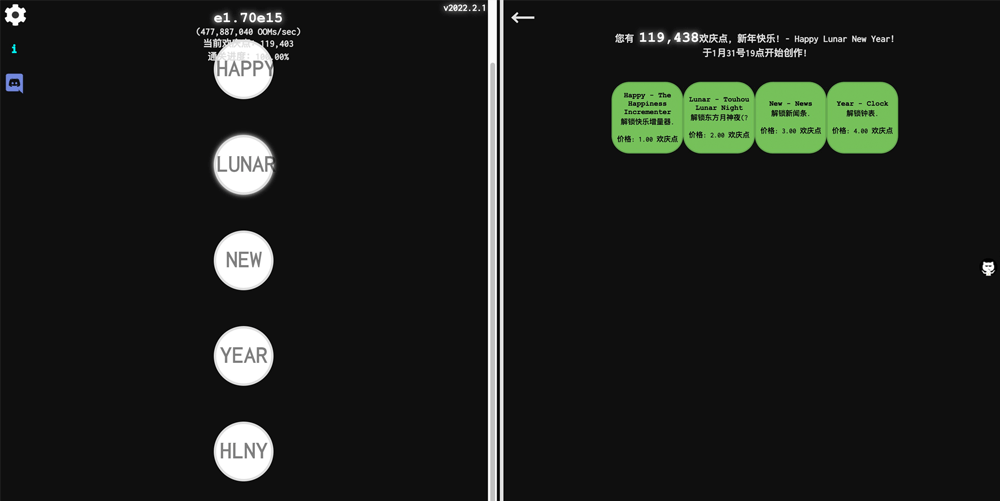 v2022.2.1
e1.70e15
(477,887,040 OOMs/sec)
当前欢庆点: 119,403
HAPPY
LUNAR
NEW
YEAR
HLNY
您有 119,438欢庆点, 新年快乐! - Happy Lunar New Year!
于1月31号19点开始创作!
Happy - The
Happiness
Incrementer
解锁快乐增量器.
价格: 1.00 欢庆点
Lunar - Touhou
Lunar Night
解锁东方月神夜(?
价格: 2.00 欢庆点
New - News
解锁新闻条.
价格: 3.00 欢庆点
Year - Clock
解锁钟表.
价格: 4.00 欢庆点